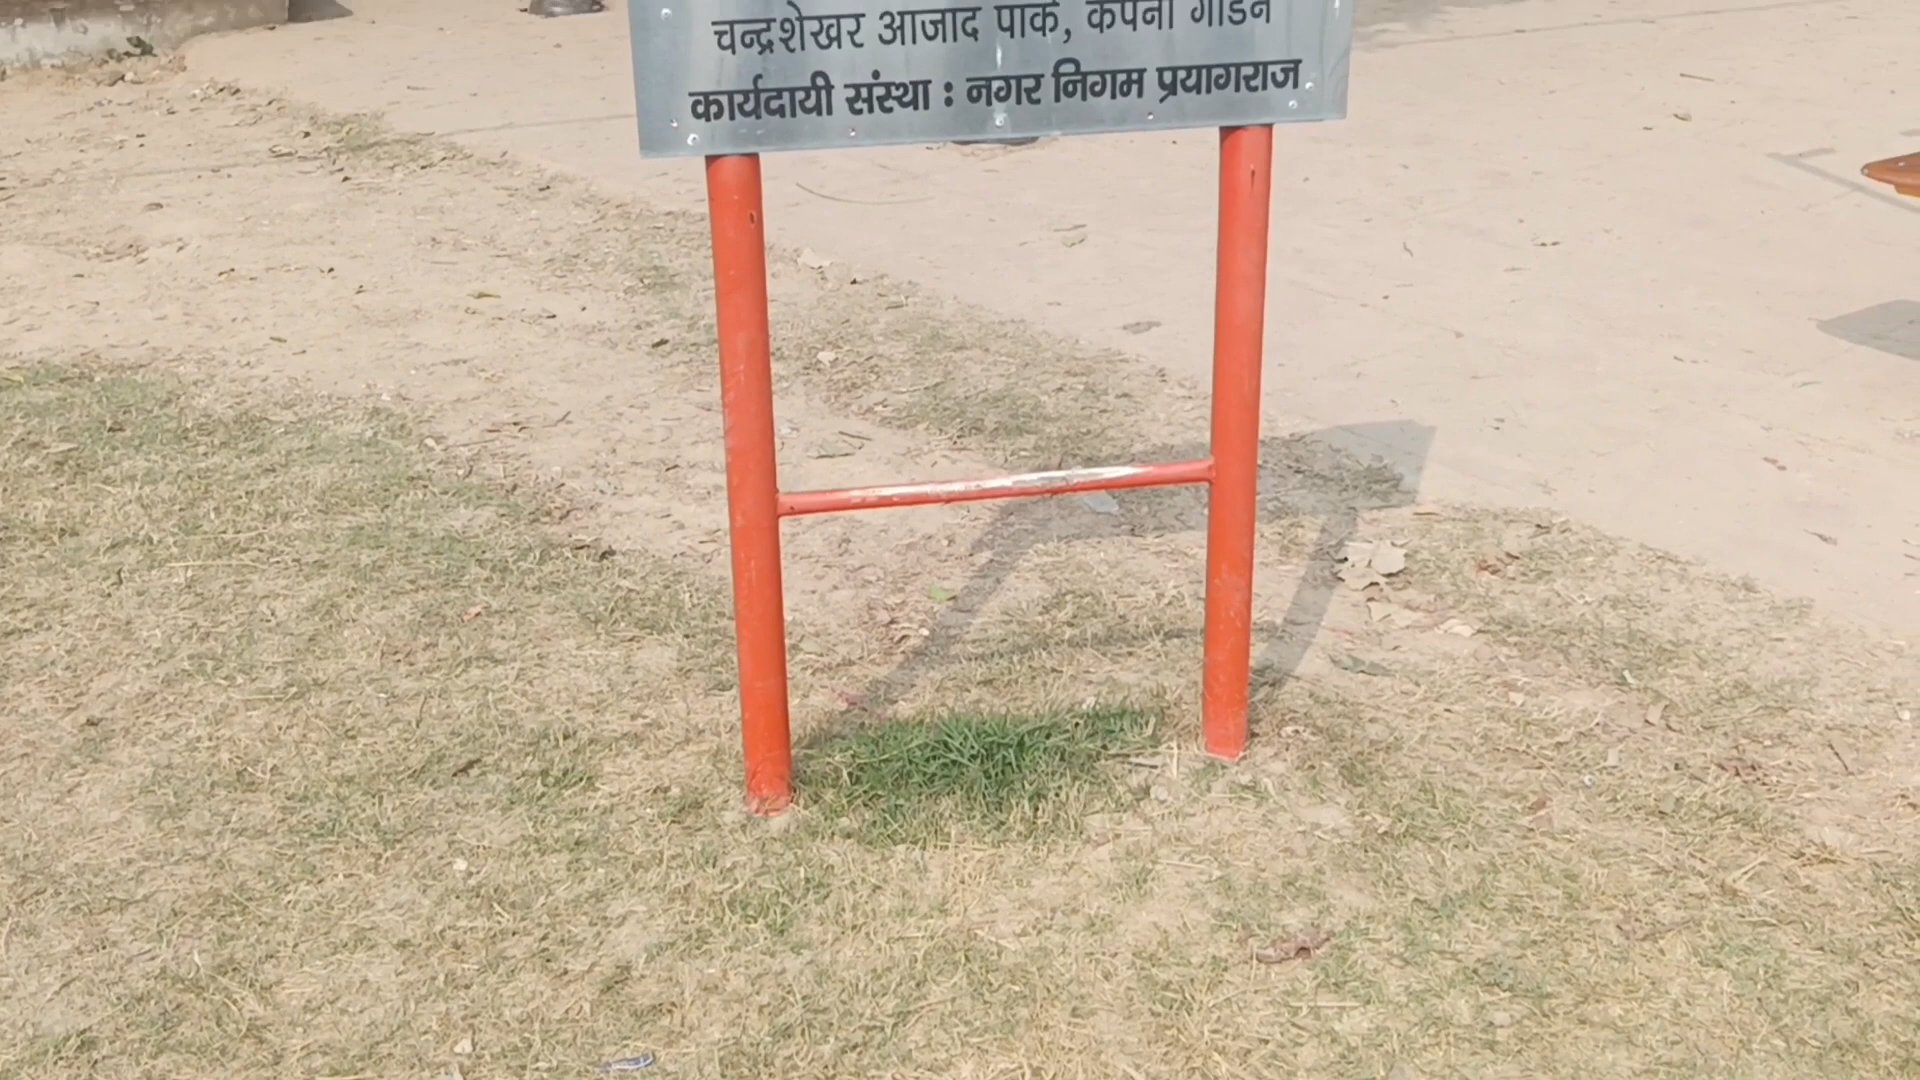 चन्द्रशेखर आजाद पार्क, कंपनी गार्डन
कार्यदायी संस्था : नगर निगम प्रयागराज